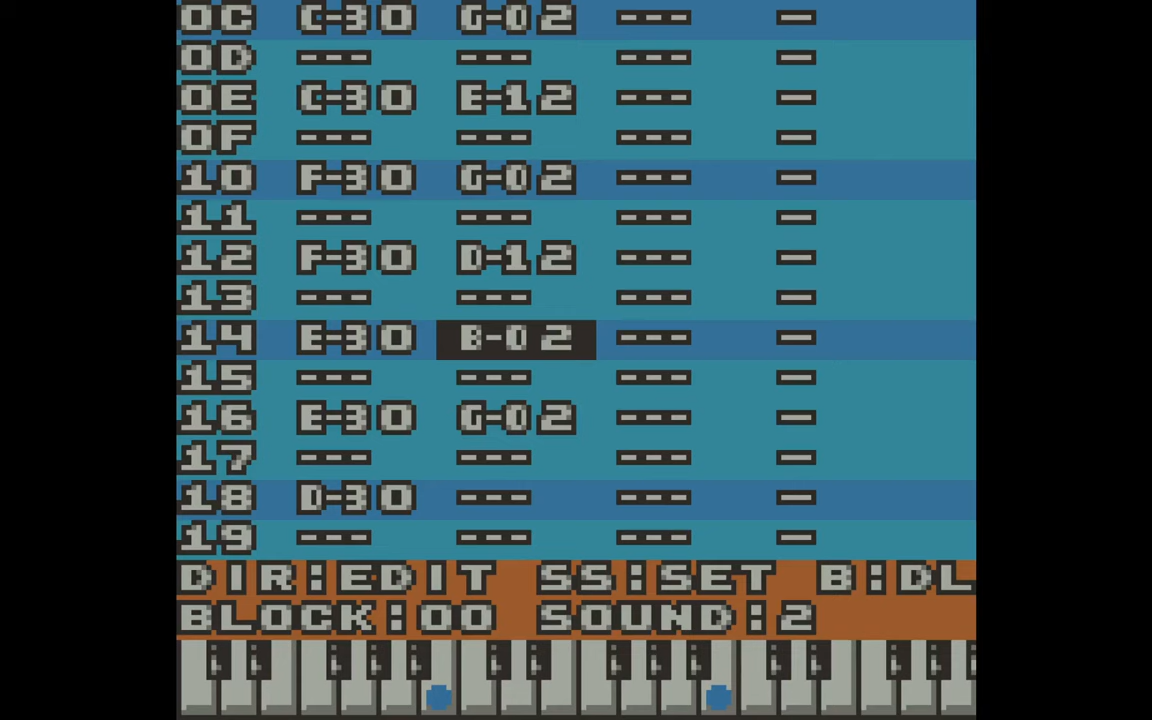 0C C-30 G-02 --- -
0D --- --- --- -
0E C-30 E-12 --- -
0F --- --- --- -
10 F-30 G-02 --- -
11 --- --- --- -
12 F-30 D-12 --- -
13 --- --- --- -
14 E-30 B-02 --- -
15 --- --- --- -
16 E-30 G-02 --- -
17 --- --- --- -
18 D-30 --- --- -
19 --- --- --- -
DIR:EDIT SS:SET B:DL
BLOCK:00 SOUND:2